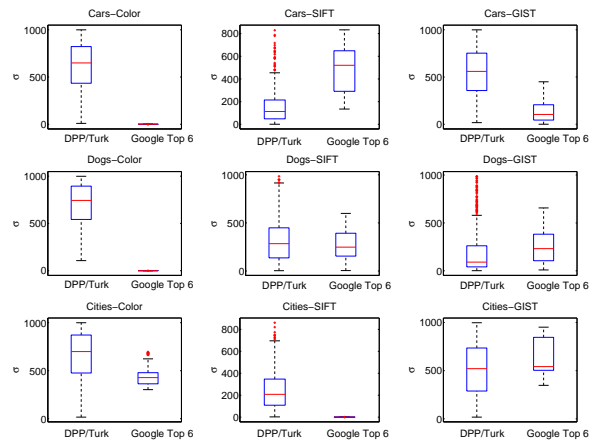 Cars−Color
Cars−SIFT
Cars−GIST
σ
1000
500
0
DPP/Turk
Google Top 6
σ
800
600
400
200
0
DPP/Turk
Google Top 6
σ
1000
500
0
DPP/Turk
Google Top 6
Dogs−Color
Dogs−SIFT
Dogs−GIST
σ
1000
500
0
DPP/Turk
Google Top 6
σ
1000
500
0
DPP/Turk
Google Top 6
σ
1000
500
0
DPP/Turk
Google Top 6
Cities−Color
Cities−SIFT
Cities−GIST
σ
1000
500
0
DPP/Turk
Google Top 6
σ
800
600
400
200
0
DPP/Turk
Google Top 6
σ
1000
500
0
DPP/Turk
Google Top 6